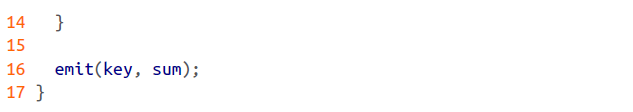 14   }
15
16   emit(key, sum);
17 }